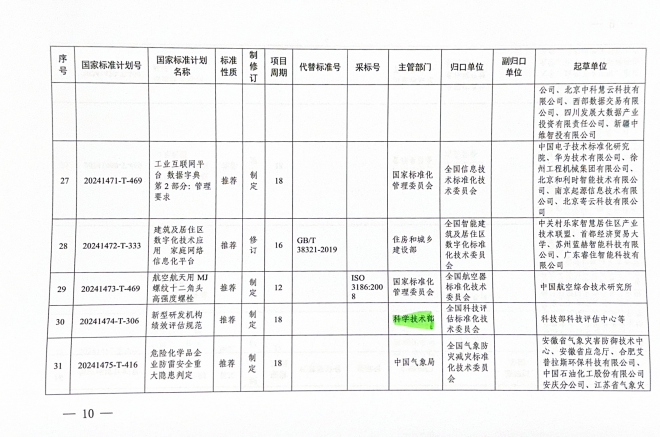 序号 国家标准计划号 国家标准计划名称 标准性质 制修订 项目周期 代替标准号 采标号 主管部门 归口单位 副归口单位 起草单位
公司、北京中科慧云科技有
限公司、西部数据交易有限
公司、四川发展大数据产业
投资有限责任公司、新疆中
维智投有限公司
27 20241471-T-469 工业互联网平台 数据字典 第2部分: 管理要求 推荐 制定 18 国家标准化管理委员会 全国信息技术标准化技术委员会
中国电子技术标准化研究
院、华为技术有限公司、徐
州工程机械集团有限公司、
北京和利时智能技术有限公
司、南京起源信息技术有限
公司、北京寄云科技有限公司
28 20241472-T-333 建筑及居住区数字化技术应用 家庭网络信息化平台 推荐 修订 16 GB/T 38321-2019 住房和城乡建设部 全国智能建筑及居住区数字化标准化技术委员会
中关村乐家智慧居住区产业
技术联盟、首都经济贸易大
学、苏州蓝赫智能科技有限
公司、广东睿住智能科技有
限公司
29 20241473-T-469 航空航天用 MJ 螺纹十二角头高强度螺栓 推荐 制定 12 ISO 3186:2008 国家标准化管理委员会 全国航空器标准化技术委员会 中国航空综合技术研究所
30 20241474-T-306 新型研发机构绩效评估规范 推荐 制定 18 科学技术部 全国科技评估标准化技术委员会 科技部科技评估中心等
31 20241475-T-416 危险化学品企业防雷安全重大隐患判定 推荐 制定 18 中国气象局 全国气象防灾减灾标准化技术委员会
安徽省气象灾害防御技术中
心、安徽省应急厅、合肥艾
普拉斯环保科技有限公司、
中国石油化工股份有限公司
安庆分公司、江苏省气象灾
— 10 —